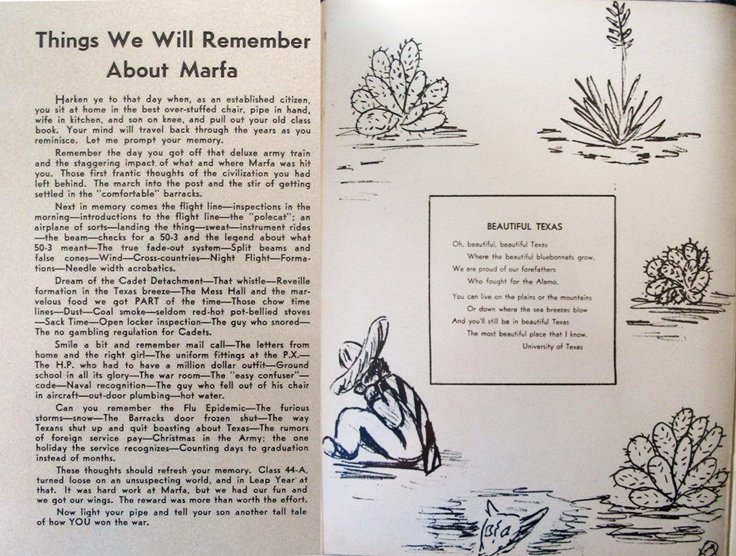 Things We Will Remember
About Marfa
Harken ye to that day when, as an established citizen,
you sit at home in the best over-stuffed chair, pipe in hand,
wife in kitchen, and son on knee, and pull out your old class
book. Your mind will travel back through the years as you
reminisce. Let me prompt your memory.
Remember the day you got off that deluxe army train
and the staggering impact of what and where Marfa was hit
you. Those first frantic thoughts of the civilization you had
left behind. The march into the post and the stir of getting
settled in the "comfortable" barracks.
Next in memory comes the flight line—inspections in the
morning—introductions to the flight line—the "polecat"; an
airplane of sorts—landing the thing—sweat—instrument rides
—the beam—checks for a 50-3 and the legend about what
50-3 meant—The true fade-out system—Split beams and
false cones—Wind—Cross-countries—Night Flight—Forma-
tions—Needle width acrobatics.
Dream of the Cadet Detachment—That whistle—Reveille
formation in the Texas breeze—The Mess Hall and the mar-
velous food we got PART of the time—Those chow time
lines—Dust—Coal smoke—seldom red-hot pot-bellied stoves
—Sack Time—Open locker inspection—The guy who snored—
The no gambling regulation for Cadets.
Smile a bit and remember mail call—The letters from
home and the right girl—The uniform fittings at the P.X.—
The H.P. who had to have a million dollar outfit—Ground
school in all its glory—The war room—The "easy confuser"—
code—Naval recognition—The guy who fell out of his chair
in aircraft—out-door plumbing—hot water.
Can you remember the Flu Epidemic—The furious
storms—snow—The Barracks door frozen shut—The way
Texans shut up and quit boasting about Texas—The rumors
of foreign service pay—Christmas in the Army; the one
holiday the service recognizes—Counting days to graduation
instead of months.
These thoughts should refresh your memory. Class 44-A,
turned loose on an unsuspecting world, and in Leap Year at
that. It was hard work at Marfa, but we had our fun and
we got our wings. The reward was more than worth the effort.
Now light your pipe and tell your son another tall tale
of how YOU won the war.
BEAUTIFUL TEXAS
Oh, beautiful, beautiful Texas
Where the beautiful bluebonnets grow,
We are proud of our forefathers
Who fought for the Alamo.
You can live on the plains or the mountains
Or down where the sea breezes blow
And you'll still be in beautiful Texas
The most beautiful place that I know.
University of Texas